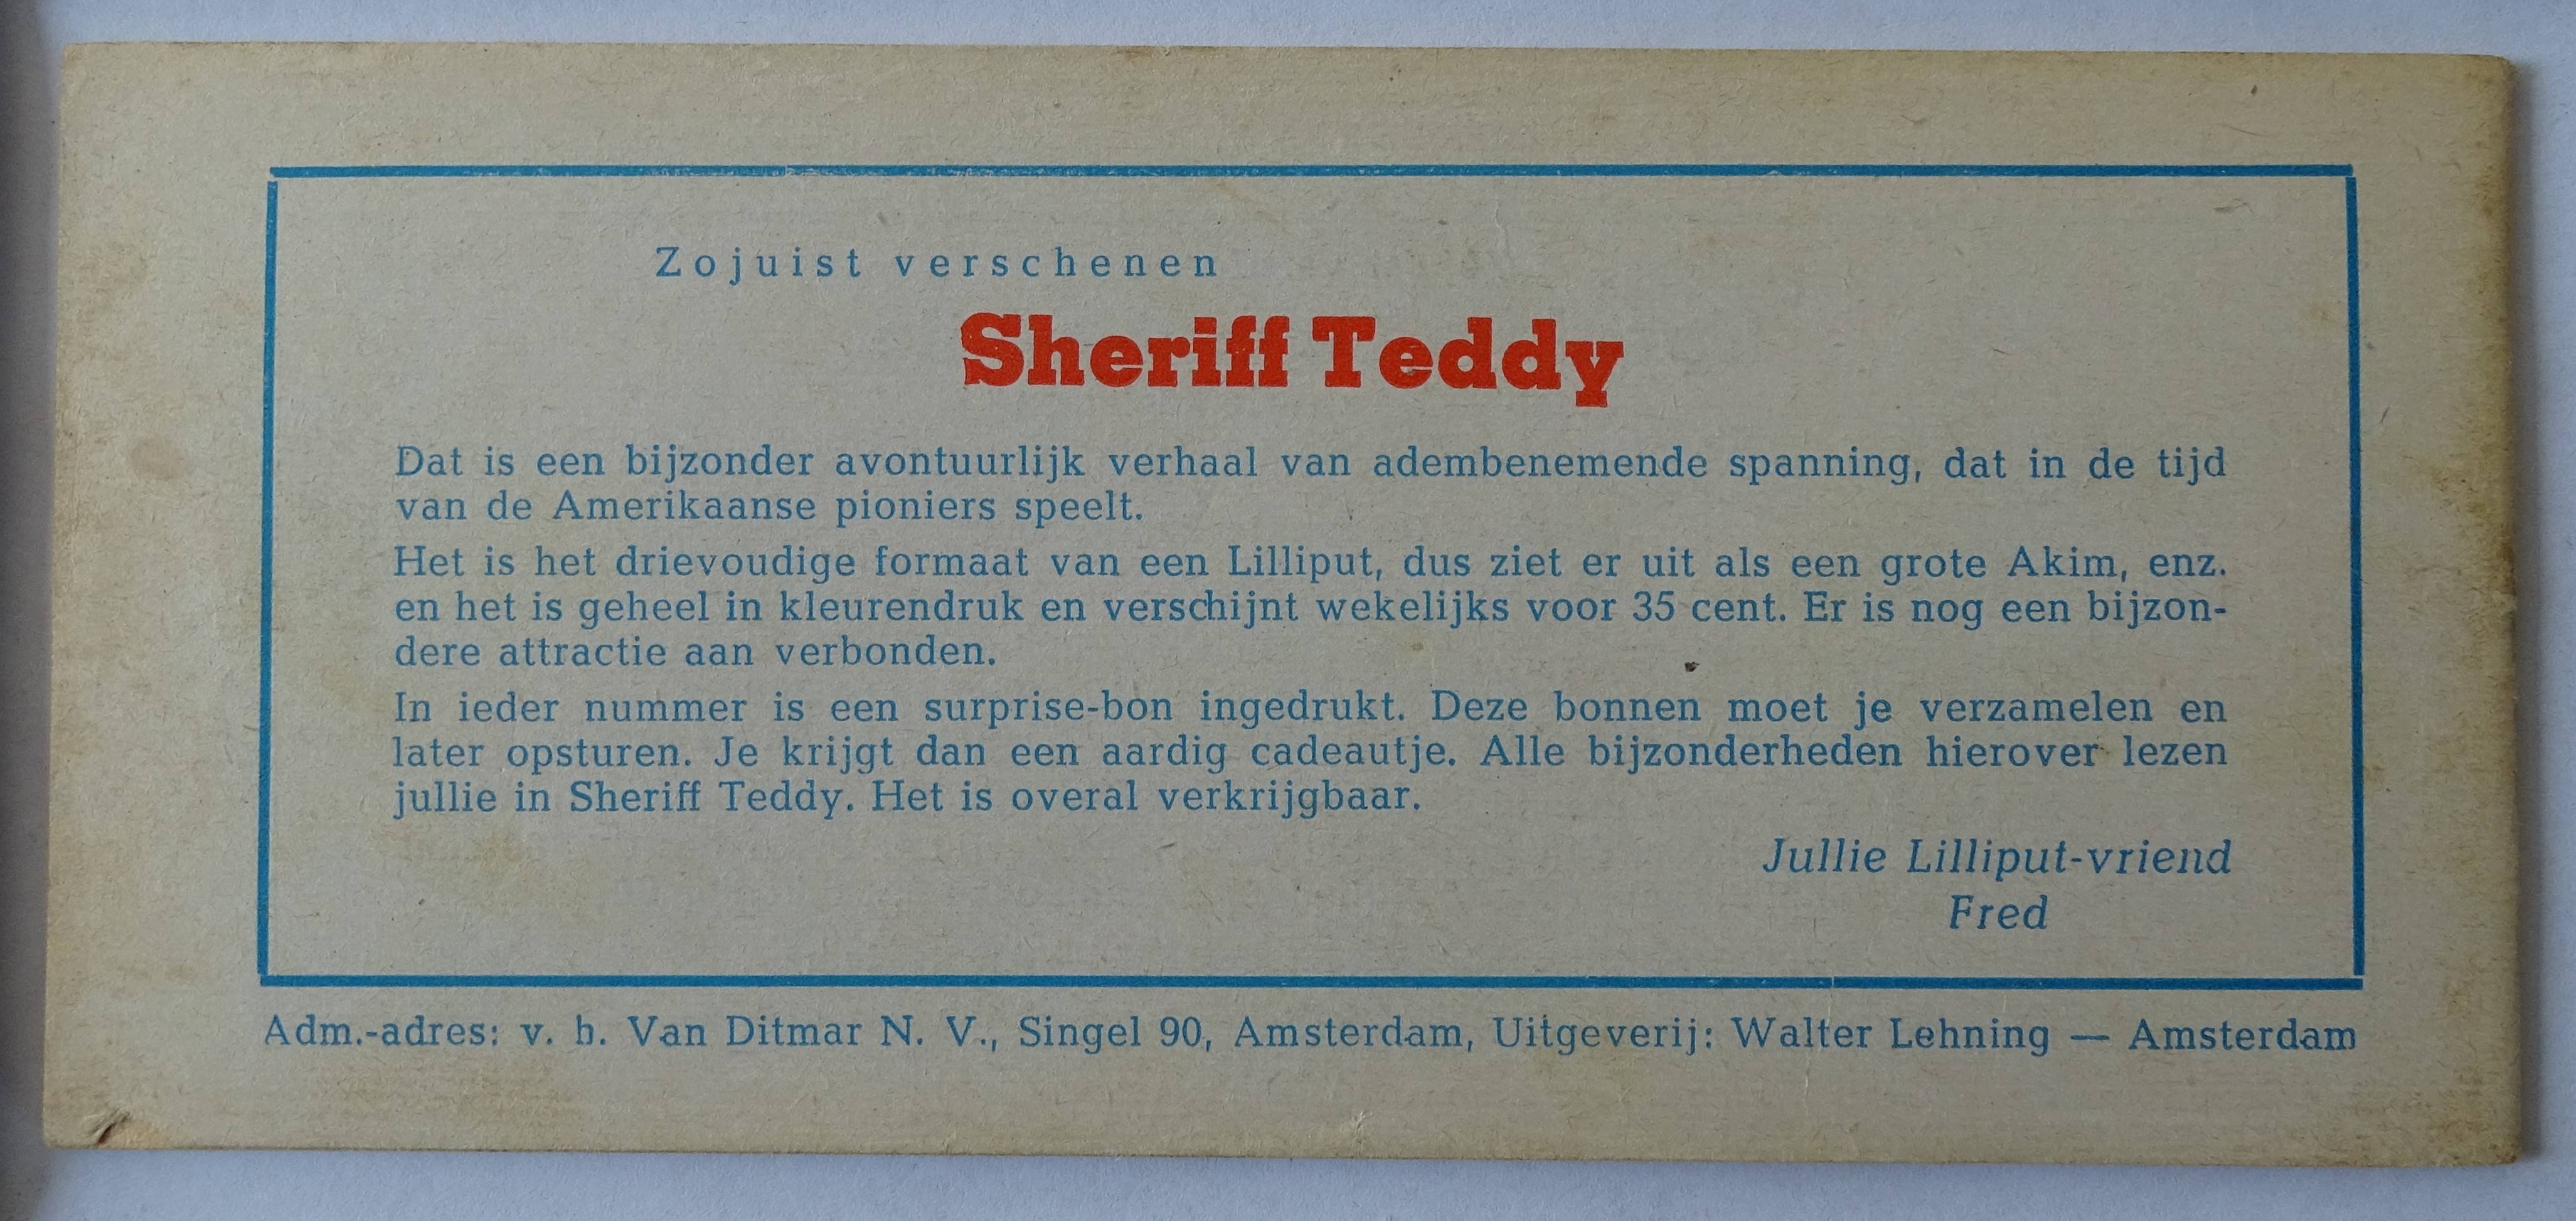 Zojuist verschenen
Sheriff Teddy
Dat is een bijzonder avontuurlijk verhaal van adembenemende spanning, dat in de tijd
van de Amerikaanse pioniers speelt.
Het is het drievoudige formaat van een Lilliput, dus ziet er uit als een grote Akim, enz.
en het is geheel in kleurendruk en verschijnt wekelijks voor 35 cent. Er is nog een bijzon-
dere attractie aan verbonden.
In ieder nummer is een surprise-bon ingedrukt. Deze bonnen moet je verzamelen en
later opsturen. Je krijgt dan een aardig cadeautje. Alle bijzonderheden hierover lezen
jullie in Sheriff Teddy. Het is overal verkrijgbaar.
Jullie Lilliput-vriend
Fred
Adm.-adres: v. h. Van Ditmar N. V., Singel 90, Amsterdam, Uitgeverij: Walter Lehning — Amsterdam